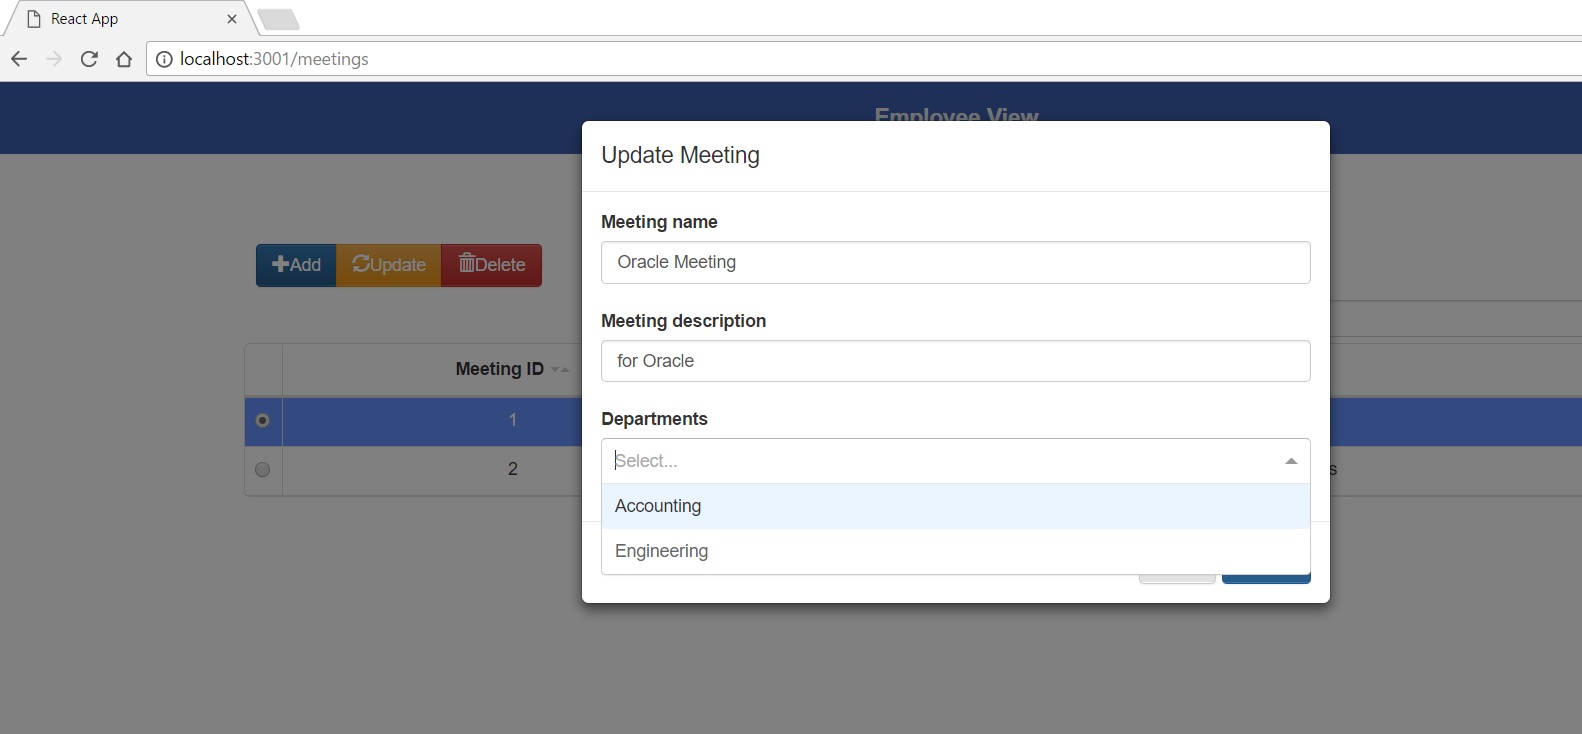 React App
localhost:3001/meetings
Employee View
Update Meeting
Meeting name
Add Update Delete
Oracle Meeting
Meeting description
for Oracle
Meeting ID
1
Departments
Select...
2
s
Accounting
Engineering